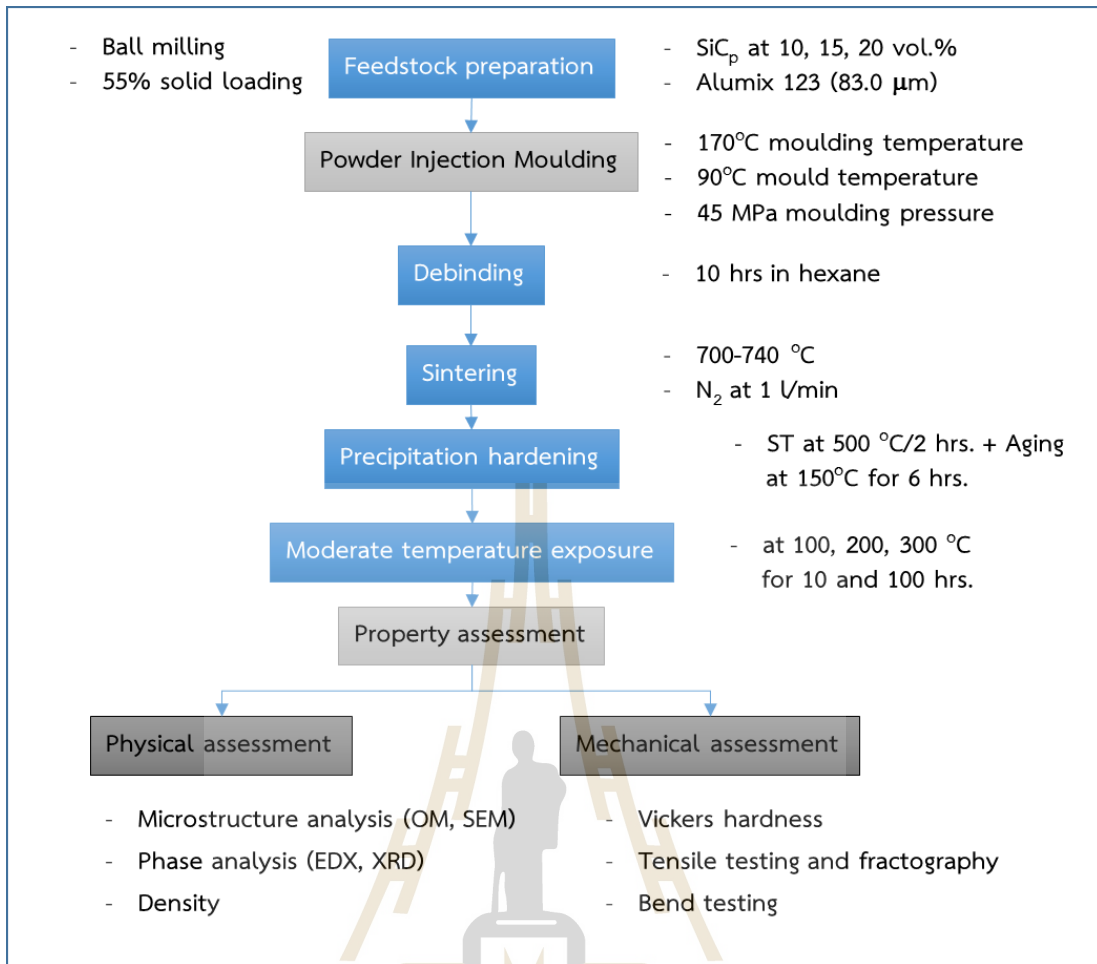 - Ball milling
- 55% solid loading
Feedstock preparation
- SiCp at 10, 15, 20 vol.%
- Alumix 123 (83.0 μm)
Powder Injection Moulding
- 170°C moulding temperature
- 90°C mould temperature
- 45 MPa moulding pressure
Debinding
- 10 hrs in hexane
Sintering
- 700-740 °C
- N2 at 1 l/min
Precipitation hardening
- ST at 500 °C/2 hrs. + Aging
at 150°C for 6 hrs.
Moderate temperature exposure
- at 100, 200, 300 °C
for 10 and 100 hrs.
Property assessment
Physical assessment
Mechanical assessment
- Microstructure analysis (OM, SEM)
- Phase analysis (EDX, XRD)
- Density
- Vickers hardness
- Tensile testing and fractography
- Bend testing